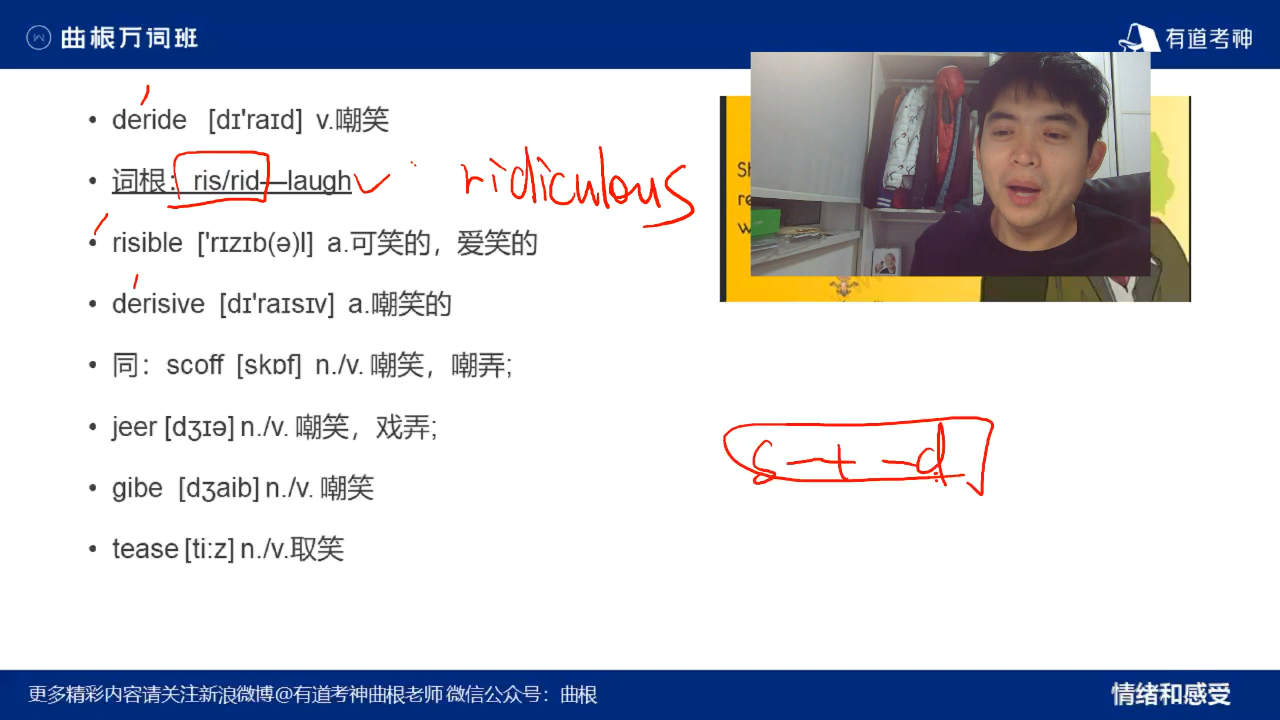 曲根万词班
有道考神
• deride [dɪ'raɪd] v.嘲笑
• 词根：ris/rid—laugh
ridiculous
• risible ['rɪzɪb(ə)l] a.可笑的，爱笑的
• derisive [dɪ'raɪsɪv] a.嘲笑的
• 同：scoff [skɒf] n./v. 嘲笑，嘲弄;
• jeer [dʒɪə] n./v. 嘲笑，戏弄;
• gibe [dʒaib] n./v. 嘲笑
• tease [ti:z] n./v.取笑
s—t—d
更多精彩内容请关注新浪微博@有道考神曲根老师 微信公众号：曲根
情绪和感受